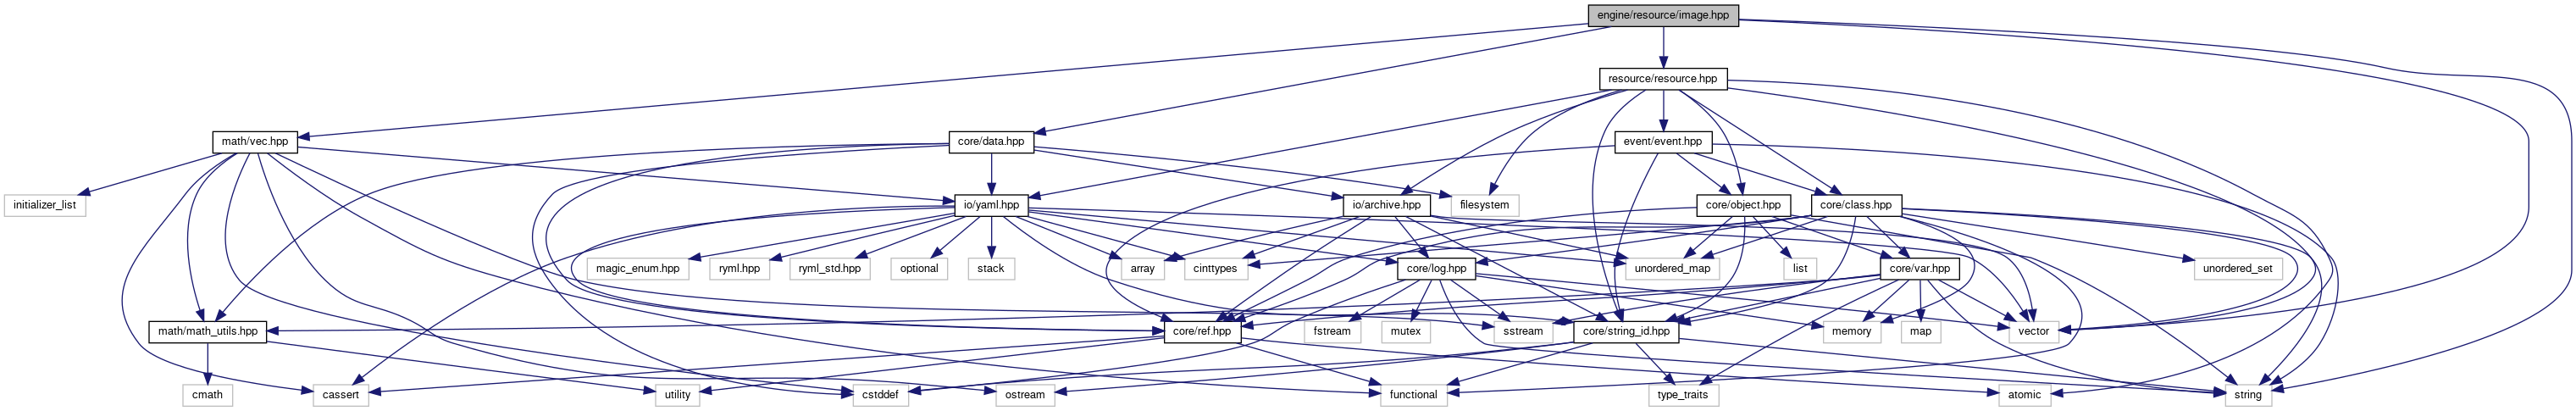 engine/resource/image.hpp
resource/resource.hpp
math/vec.hpp
core/data.hpp
event/event.hpp
initializer_list
io/yaml.hpp
filesystem
io/archive.hpp
core/object.hpp
core/class.hpp
magic_enum.hpp
ryml.hpp
ryml_std.hpp
optional
stack
array
cinttypes
core/log.hpp
unordered_map
list
core/var.hpp
unordered_set
math/math_utils.hpp
core/ref.hpp
fstream
mutex
sstream
core/string_id.hpp
memory
map
vector
cmath
cassert
utility
cstddef
ostream
functional
type_traits
atomic
string